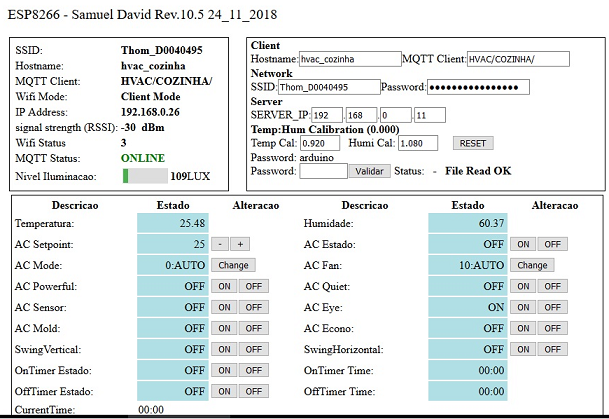 ESP8266 - Samuel David Rev.10.5 24_11_2018
SSID: Thom_D0040495
Hostname: hvac_cozinha
MQTT Client: HVAC/COZINHA/
Wifi Mode: Client Mode
IP Address: 192.168.0.26
signal strength (RSSI): -30 dBm
Wifi Status 3
MQTT Status: ONLINE
Nivel Iluminacao: 109LUX
Client
Hostname: hvac_cozinha MQTT Client: HVAC/COZINHA/
Network
SSID: Thom_D0040495 Password: ••••••••••••••••
Server
SERVER_IP: 192 .168 .0 .11
Temp:Hum Calibration (0.000)
Temp Cal: 0.920 Humi Cal: 1.080 RESET
Password: arduino
Password: Validar Status: - File Read OK
Descricao Estado Alteracao Descricao Estado Alteracao
Temperatura: 25.48 Humidade: 60.37
AC Setpoint: 25 - + AC Estado: OFF ON OFF
AC Mode: 0:AUTO Change AC Fan: 10:AUTO Change
AC Powerful: OFF ON OFF AC Quiet: OFF ON OFF
AC Sensor: OFF ON OFF AC Eye: ON ON OFF
AC Mold: OFF ON OFF AC Econo: OFF ON OFF
SwingVertical: OFF ON OFF SwingHorizontal: OFF ON OFF
OnTimer Estado: OFF ON OFF OnTimer Time: 00:00
OffTimer Estado: OFF ON OFF OffTimer Time: 00:00
CurrentTime: 00:00